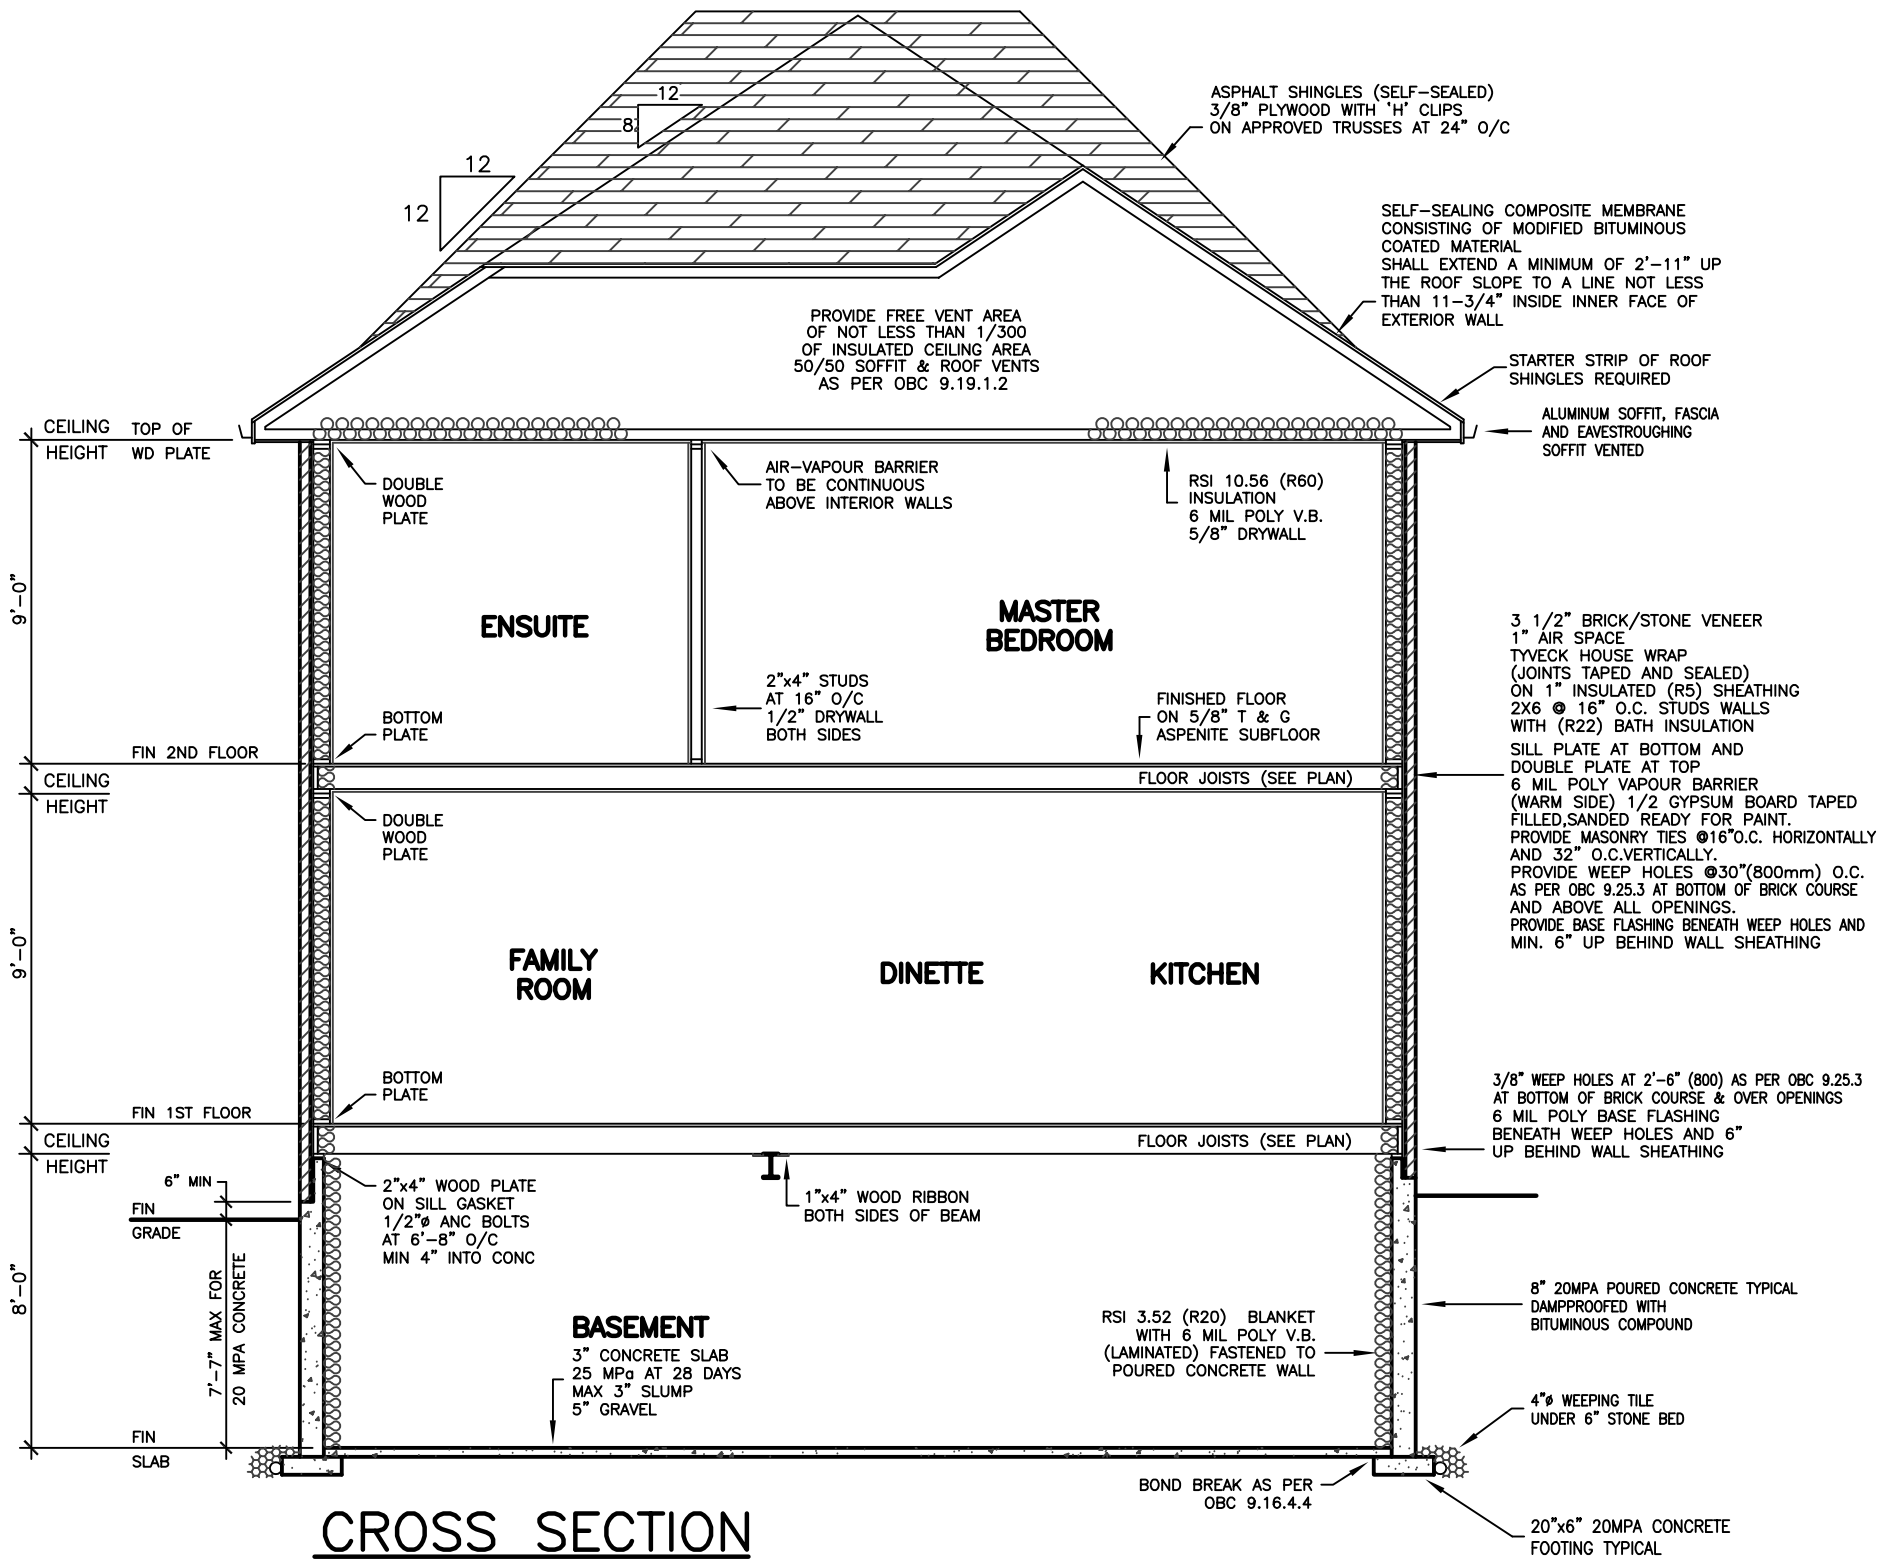 12
8
12
12
ASPHALT SHINGLES (SELF-SEALED)
3/8" PLYWOOD WITH 'H' CLIPS
ON APPROVED TRUSSES AT 24" O/C
SELF-SEALING COMPOSITE MEMBRANE
CONSISTING OF MODIFIED BITUMINOUS
COATED MATERIAL
SHALL EXTEND A MINIMUM OF 2'-11" UP
THE ROOF SLOPE TO A LINE NOT LESS
THAN 11-3/4" INSIDE INNER FACE OF
EXTERIOR WALL
PROVIDE FREE VENT AREA
OF NOT LESS THAN 1/300
OF INSULATED CEILING AREA
50/50 SOFFIT & ROOF VENTS
AS PER OBC 9.19.1.2
STARTER STRIP OF ROOF
SHINGLES REQUIRED
ALUMINUM SOFFIT, FASCIA
AND EAVESTROUGHING
SOFFIT VENTED
CEILING
HEIGHT
TOP OF
WD PLATE
DOUBLE
WOOD
PLATE
AIR-VAPOUR BARRIER
TO BE CONTINUOUS
ABOVE INTERIOR WALLS
RSI 10.56 (R60)
INSULATION
6 MIL POLY V.B.
5/8" DRYWALL
9'-0"
ENSUITE
MASTER
BEDROOM
2"x4" STUDS
AT 16" O/C
1/2" DRYWALL
BOTH SIDES
FINISHED FLOOR
ON 5/8" T & G
ASPENITE SUBFLOOR
BOTTOM
PLATE
FIN 2ND FLOOR
3 1/2" BRICK/STONE VENEER
1" AIR SPACE
TYVECK HOUSE WRAP
(JOINTS TAPED AND SEALED)
ON 1" INSULATED (R5) SHEATHING
2X6 @ 16" O.C. STUDS WALLS
WITH (R22) BATH INSULATION
SILL PLATE AT BOTTOM AND
DOUBLE PLATE AT TOP
6 MIL POLY VAPOUR BARRIER
(WARM SIDE) 1/2 GYPSUM BOARD TAPED
FILLED,SANDED READY FOR PAINT.
PROVIDE MASONRY TIES @16"O.C. HORIZONTALLY
AND 32" O.C.VERTICALLY.
PROVIDE WEEP HOLES @30"(800mm) O.C.
AS PER OBC 9.25.3 AT BOTTOM OF BRICK COURSE
AND ABOVE ALL OPENINGS.
PROVIDE BASE FLASHING BENEATH WEEP HOLES AND
MIN. 6" UP BEHIND WALL SHEATHING
CEILING
HEIGHT
FLOOR JOISTS (SEE PLAN)
DOUBLE
WOOD
PLATE
9'-0"
FAMILY
ROOM
DINETTE
KITCHEN
BOTTOM
PLATE
FIN 1ST FLOOR
3/8" WEEP HOLES AT 2'-6" (800) AS PER OBC 9.25.3
AT BOTTOM OF BRICK COURSE & OVER OPENINGS
6 MIL POLY BASE FLASHING
BENEATH WEEP HOLES AND 6"
UP BEHIND WALL SHEATHING
CEILING
HEIGHT
FLOOR JOISTS (SEE PLAN)
6" MIN
2"x4" WOOD PLATE
ON SILL GASKET
1/2"ø ANC BOLTS
AT 6'-8" O/C
MIN 4" INTO CONC
1"x4" WOOD RIBBON
BOTH SIDES OF BEAM
FIN
GRADE
8'-0"
7'-7" MAX FOR
20 MPA CONCRETE
8" 20MPA POURED CONCRETE TYPICAL
DAMPPROOFED WITH
BITUMINOUS COMPOUND
BASEMENT
3" CONCRETE SLAB
25 MPa AT 28 DAYS
MAX 3" SLUMP
5" GRAVEL
RSI 3.52 (R20) BLANKET
WITH 6 MIL POLY V.B.
(LAMINATED) FASTENED TO
POURED CONCRETE WALL
4"ø WEEPING TILE
UNDER 6" STONE BED
FIN
SLAB
BOND BREAK AS PER
OBC 9.16.4.4
20"x6" 20MPA CONCRETE
FOOTING TYPICAL
CROSS SECTION